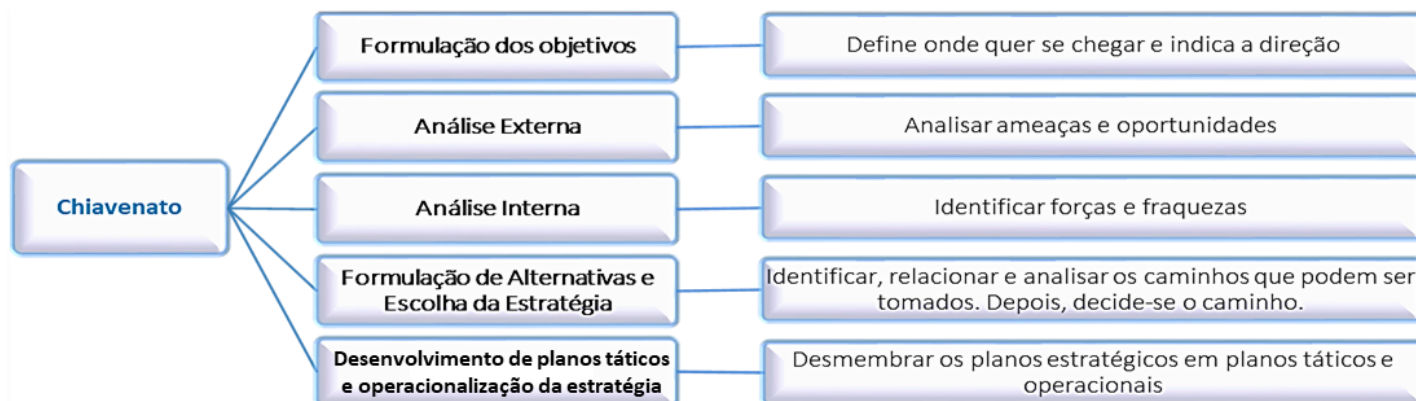 Chiavenato
Formulação dos objetivos
Define onde quer se chegar e indica a direção
Análise Externa
Analisar ameaças e oportunidades
Análise Interna
Identificar forças e fraquezas
Formulação de Alternativas e
Escolha da Estratégia
Identificar, relacionar e analisar os caminhos que podem ser
tomados. Depois, decide-se o caminho.
Desenvolvimento de planos táticos
e operacionalização da estratégia
Desmembrar os planos estratégicos em planos táticos e
operacionais